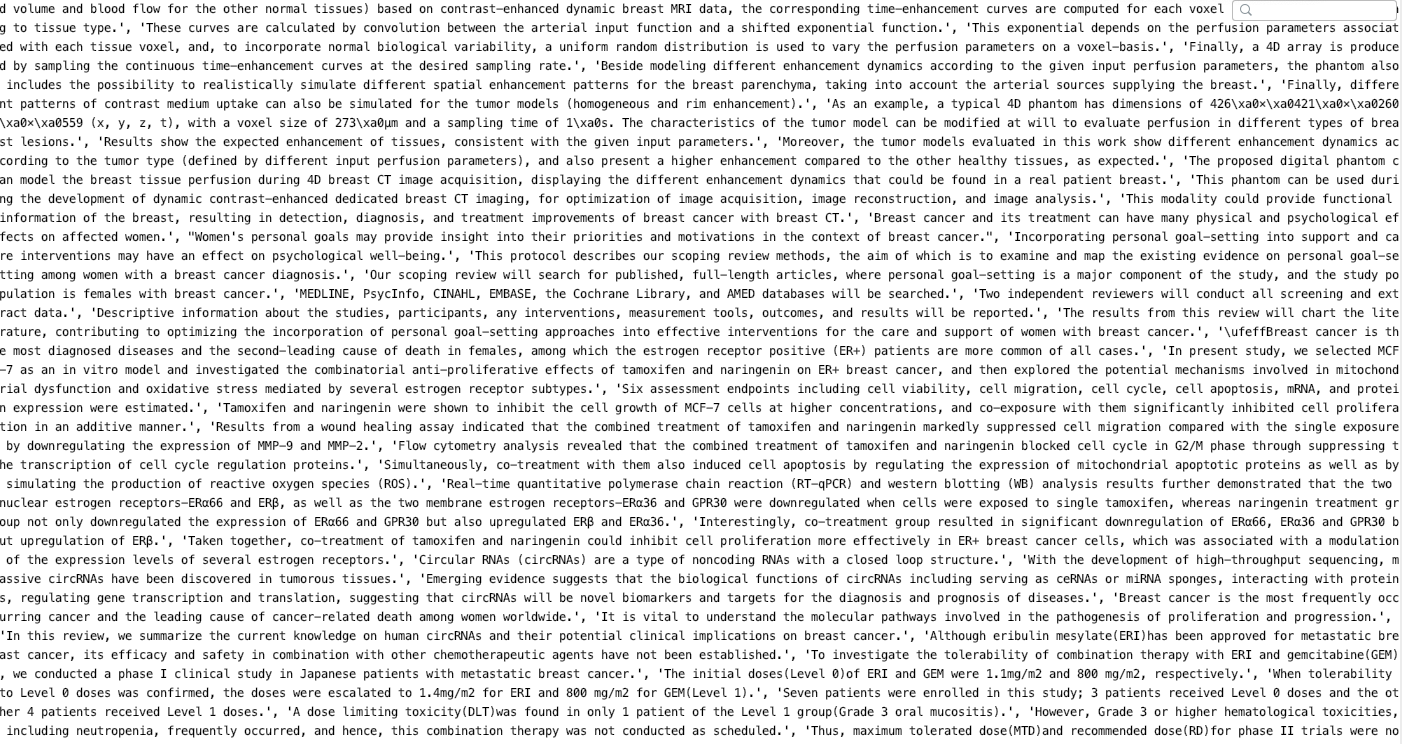 d volume and blood flow for the other normal tissues) based on contrast-enhanced dynamic breast MRI data, the corresponding time-enhancement curves are computed for each voxel
g to tissue type.', 'These curves are calculated by convolution between the arterial input function and a shifted exponential function.', 'This exponential depends on the perfusion parameters associat
ed with each tissue voxel, and, to incorporate normal biological variability, a uniform random distribution is used to vary the perfusion parameters on a voxel-basis.', 'Finally, a 4D array is produce
d by sampling the continuous time-enhancement curves at the desired sampling rate.', 'Beside modeling different enhancement dynamics according to the given input perfusion parameters, the phantom also
 includes the possibility to realistically simulate different spatial enhancement patterns for the breast parenchyma, taking into account the arterial sources supplying the breast.', 'Finally, differe
nt patterns of contrast medium uptake can also be simulated for the tumor models (homogeneous and rim enhancement).', 'As an example, a typical 4D phantom has dimensions of 426\xa0×\xa0421\xa0×\xa0260
\xa0×\xa0559 (x, y, z, t), with a voxel size of 273\xa0μm and a sampling time of 1\xa0s. The characteristics of the tumor model can be modified at will to evaluate perfusion in different types of brea
st lesions.', 'Results show the expected enhancement of tissues, consistent with the given input parameters.', 'Moreover, the tumor models evaluated in this work show different enhancement dynamics ac
cording to the tumor type (defined by different input perfusion parameters), and also present a higher enhancement compared to the other healthy tissues, as expected.', 'The proposed digital phantom c
an model the breast tissue perfusion during 4D breast CT image acquisition, displaying the different enhancement dynamics that could be found in a real patient breast.', 'This phantom can be used duri
ng the development of dynamic contrast-enhanced dedicated breast CT imaging, for optimization of image acquisition, image reconstruction, and image analysis.', 'This modality could provide functional
information of the breast, resulting in detection, diagnosis, and treatment improvements of breast cancer with breast CT.', 'Breast cancer and its treatment can have many physical and psychological ef
fects on affected women.', "Women's personal goals may provide insight into their priorities and motivations in the context of breast cancer.", 'Incorporating personal goal-setting into support and ca
re interventions may have an effect on psychological well-being.', 'This protocol describes our scoping review methods, the aim of which is to examine and map the existing evidence on personal goal-se
tting among women with a breast cancer diagnosis.', 'Our scoping review will search for published, full-length articles, where personal goal-setting is a major component of the study, and the study po
pulation is females with breast cancer.', 'MEDLINE, PsycInfo, CINAHL, EMBASE, the Cochrane Library, and AMED databases will be searched.', 'Two independent reviewers will conduct all screening and ext
ract data.', 'Descriptive information about the studies, participants, any interventions, measurement tools, outcomes, and results will be reported.', 'The results from this review will chart the lite
rature, contributing to optimizing the incorporation of personal goal-setting approaches into effective interventions for the care and support of women with breast cancer.', '\ufeffBreast cancer is th
e most diagnosed diseases and the second-leading cause of death in females, among which the estrogen receptor positive (ER+) patients are more common of all cases.', 'In present study, we selected MCF
-7 as an in vitro model and investigated the combinatorial anti-proliferative effects of tamoxifen and naringenin on ER+ breast cancer, and then explored the potential mechanisms involved in mitochond
rial dysfunction and oxidative stress mediated by several estrogen receptor subtypes.', 'Six assessment endpoints including cell viability, cell migration, cell cycle, cell apoptosis, mRNA, and protei
n expression were estimated.', 'Tamoxifen and naringenin were shown to inhibit the cell growth of MCF-7 cells at higher concentrations, and co-exposure with them significantly inhibited cell prolifera
tion in an additive manner.', 'Results from a wound healing assay indicated that the combined treatment of tamoxifen and naringenin markedly suppressed cell migration compared with the single exposure
 by downregulating the expression of MMP-9 and MMP-2.', 'Flow cytometry analysis revealed that the combined treatment of tamoxifen and naringenin blocked cell cycle in G2/M phase through suppressing t
he transcription of cell cycle regulation proteins.', 'Simultaneously, co-treatment with them also induced cell apoptosis by regulating the expression of mitochondrial apoptotic proteins as well as by
 simulating the production of reactive oxygen species (ROS).', 'Real-time quantitative polymerase chain reaction (RT-qPCR) and western blotting (WB) analysis results further demonstrated that the two
nuclear estrogen receptors-ERα66 and ERβ, as well as the two membrane estrogen receptors-ERα36 and GPR30 were downregulated when cells were exposed to single tamoxifen, whereas naringenin treatment gr
oup not only downregulated the expression of ERα66 and GPR30 but also upregulated ERβ and ERα36.', 'Interestingly, co-treatment group resulted in significant downregulation of ERα66, ERα36 and GPR30 b
ut upregulation of ERβ.', 'Taken together, co-treatment of tamoxifen and naringenin could inhibit cell proliferation more effectively in ER+ breast cancer cells, which was associated with a modulation
 of the expression levels of several estrogen receptors.', 'Circular RNAs (circRNAs) are a type of noncoding RNAs with a closed loop structure.', 'With the development of high-throughput sequencing, m
assive circRNAs have been discovered in tumorous tissues.', 'Emerging evidence suggests that the biological functions of circRNAs including serving as ceRNAs or miRNA sponges, interacting with protein
s, regulating gene transcription and translation, suggesting that circRNAs will be novel biomarkers and targets for the diagnosis and prognosis of diseases.', 'Breast cancer is the most frequently occ
urring cancer and the leading cause of cancer-related death among women worldwide.', 'It is vital to understand the molecular pathways involved in the pathogenesis of proliferation and progression.',
'In this review, we summarize the current knowledge on human circRNAs and their potential clinical implications on breast cancer.', 'Although eribulin mesylate(ERI)has been approved for metastatic bre
ast cancer, its efficacy and safety in combination with other chemotherapeutic agents have not been established.', 'To investigate the tolerability of combination therapy with ERI and gemcitabine(GEM)
, we conducted a phase I clinical study in Japanese patients with metastatic breast cancer.', 'The initial doses(Level 0)of ERI and GEM were 1.1mg/m2 and 800 mg/m2, respectively.', 'When tolerability
to Level 0 doses was confirmed, the doses were escalated to 1.4mg/m2 for ERI and 800 mg/m2 for GEM(Level 1).', 'Seven patients were enrolled in this study; 3 patients received Level 0 doses and the ot
her 4 patients received Level 1 doses.', 'A dose limiting toxicity(DLT)was found in only 1 patient of the Level 1 group(Grade 3 oral mucositis).', 'However, Grade 3 or higher hematological toxicities,
 including neutropenia, frequently occurred, and hence, this combination therapy was not conducted as scheduled.', 'Thus, maximum tolerated dose(MTD)and recommended dose(RD)for phase II trials were no